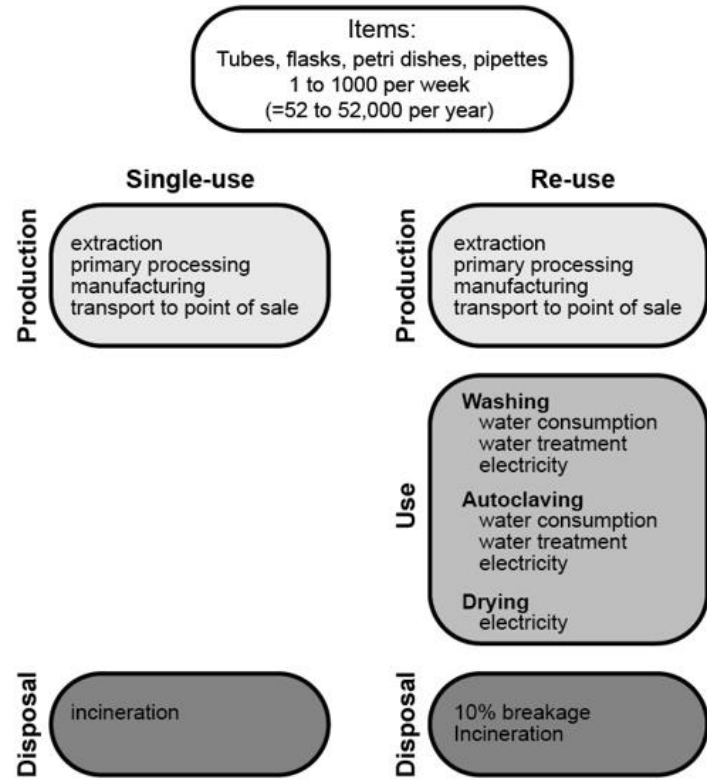 Items:
Tubes, flasks, petri dishes, pipettes
1 to 1000 per week
(=52 to 52,000 per year)
Single-use
Re-use
Production
extraction
primary processing
manufacturing
transport to point of sale
Production
extraction
primary processing
manufacturing
transport to point of sale
Use
Washing
water consumption
water treatment
electricity
Autoclaving
water consumption
water treatment
electricity
Drying
electricity
Disposal
incineration
Disposal
10% breakage
Incineration